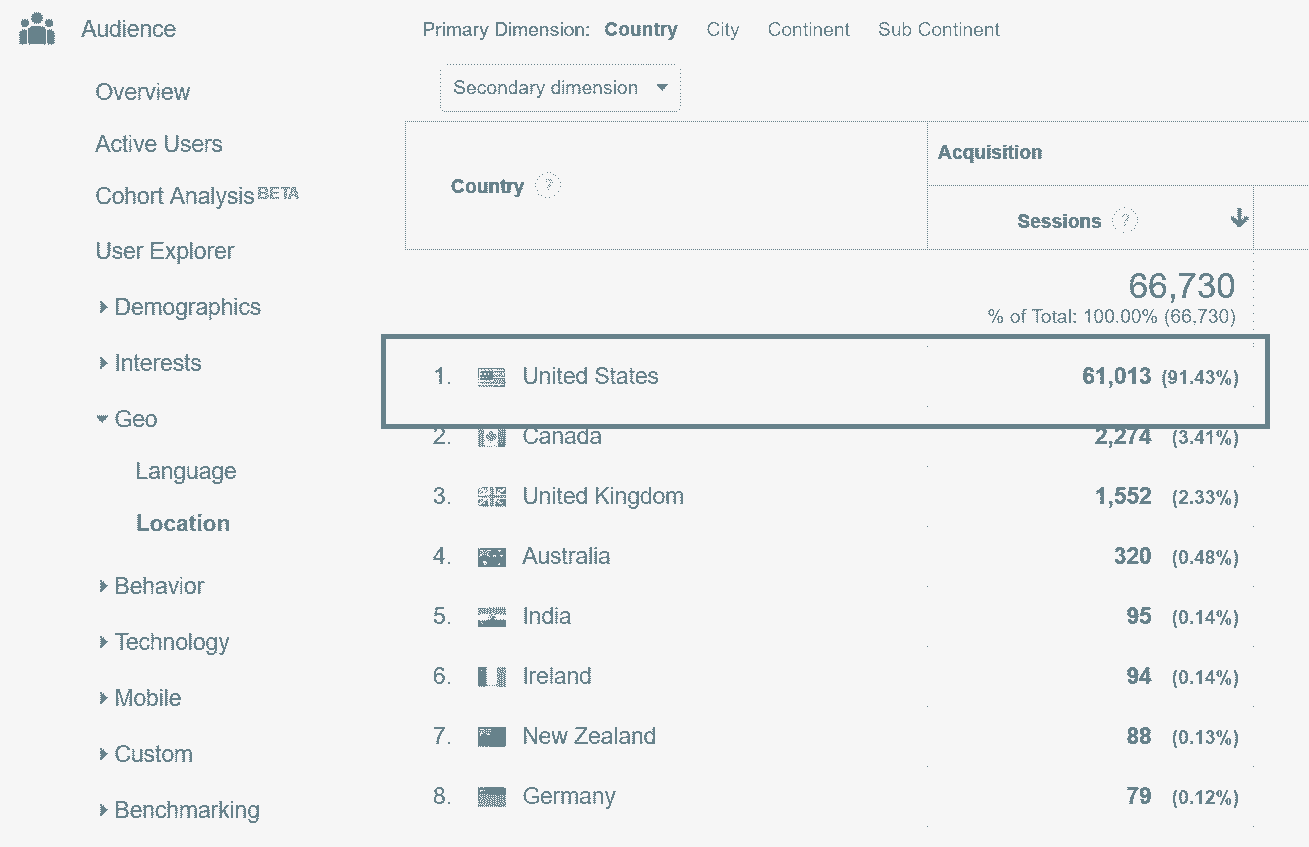 Audience
Overview
Active Users
Cohort Analysis BETA
User Explorer
Demographics
Interests
Geo
Language
Location
Behavior
Technology
Mobile
Custom
Benchmarking
Primary Dimension: Country City Continent Sub Continent
Secondary dimension
Country ?
Acquisition
Sessions ?
66,730
% of Total: 100.00% (66,730)
1. United States 61,013 (91.43%)
2. Canada 2,274 (3.41%)
3. United Kingdom 1,552 (2.33%)
4. Australia 320 (0.48%)
5. India 95 (0.14%)
6. Ireland 94 (0.14%)
7. New Zealand 88 (0.13%)
8. Germany 79 (0.12%)